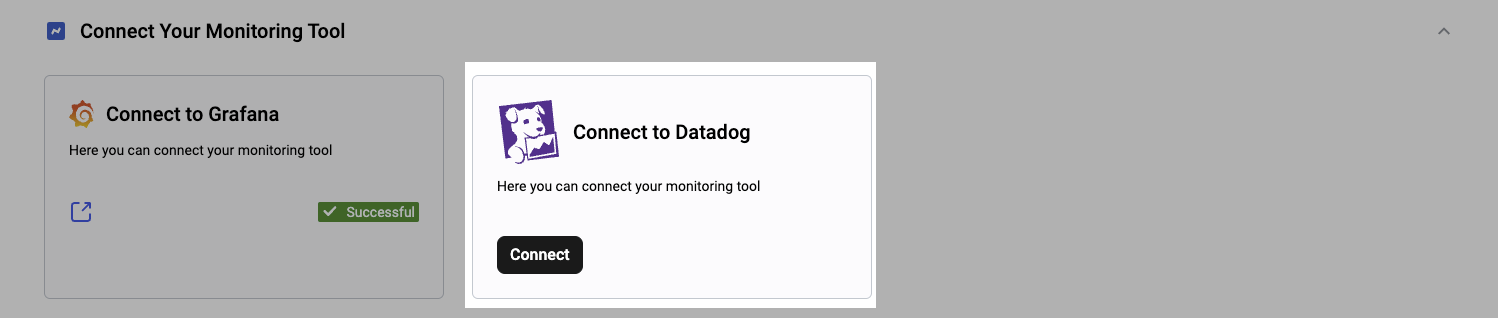 Connect Your Monitoring Tool
Connect to Grafana
Here you can connect your monitoring tool
Successful
Connect to Datadog
Here you can connect your monitoring tool
Connect